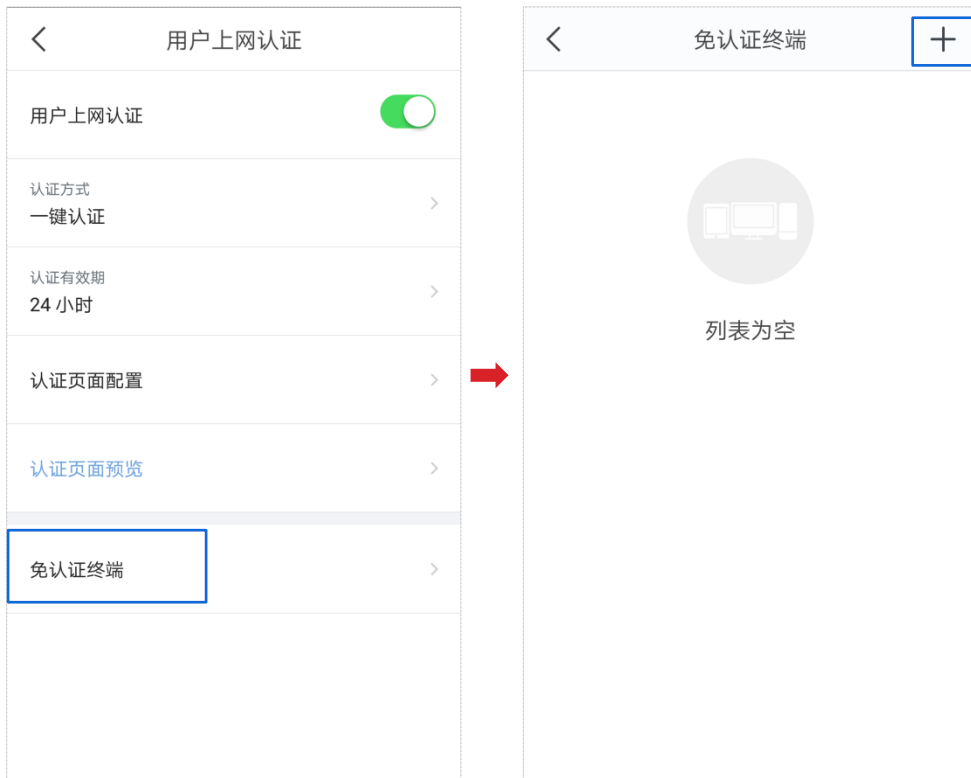 用户上网认证
用户上网认证
认证方式
一键认证
认证有效期
24 小时
认证页面配置
认证页面预览
免认证终端
免认证终端
列表为空